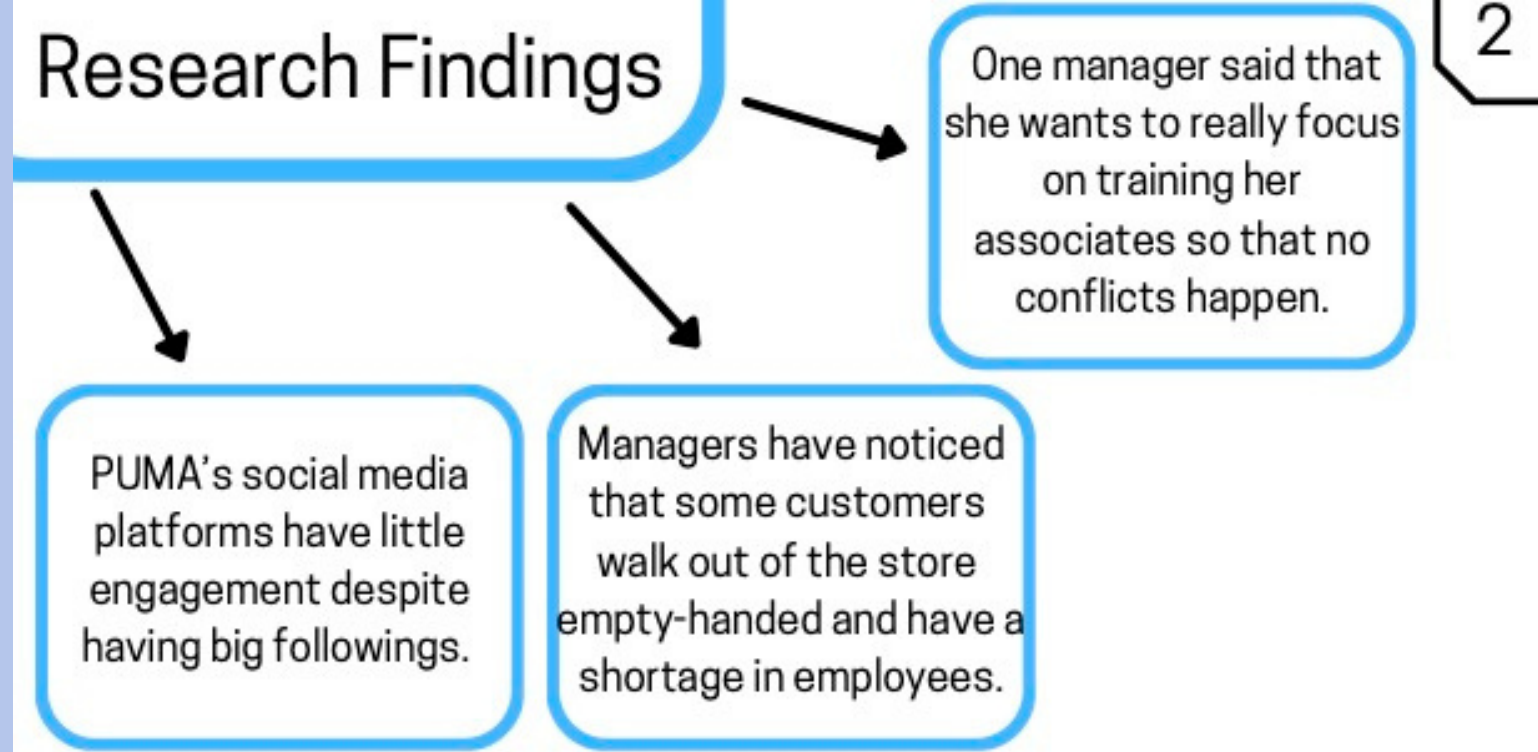 Research Findings
2
One manager said that
she wants to really focus
on training her
associates so that no
conflicts happen.
PUMA’s social media
platforms have little
engagement despite
having big followings.
Managers have noticed
that some customers
walk out of the store
empty-handed and have a
shortage in employees.